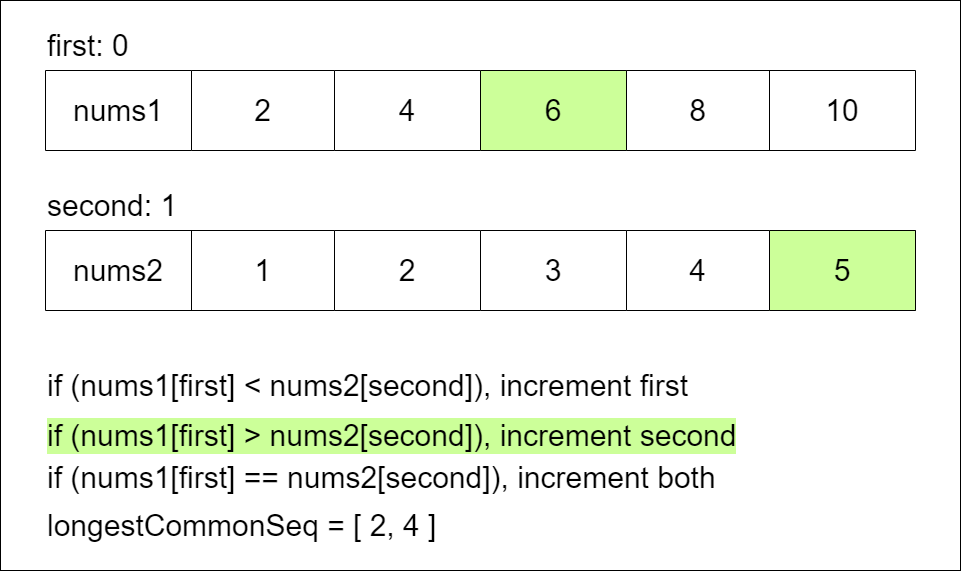 first: 0
nums1 2 4 6 8 10
second: 1
nums2 1 2 3 4 5
if (nums1[first] < nums2[second]), increment first
if (nums1[first] > nums2[second]), increment second
if (nums1[first] == nums2[second]), increment both
longestCommonSeq = [ 2, 4 ]